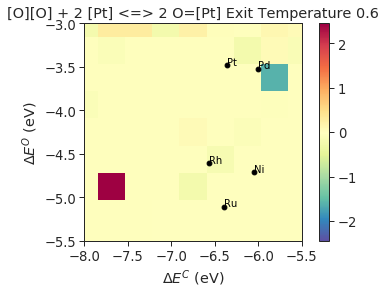 [O][O] + 2 [Pt] <=> 2 O=[Pt] Exit Temperature 0.6
−3.0
−3.5
−4.0
−4.5
−5.0
−5.5
ΔE^O (eV)
Pt
Pd
Rh
Ni
Ru
−8.0 −7.5 −7.0 −6.5 −6.0 −5.5
ΔE^C (eV)
2
1
0
−1
−2